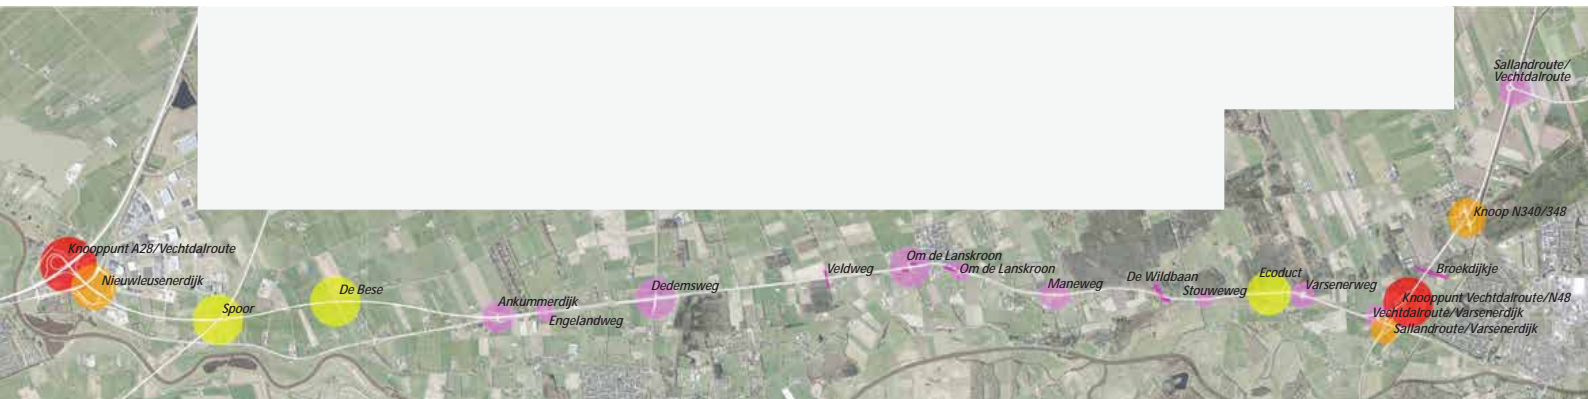 Sallandroute/
Vechtdalroute
Knoop N340/348
Knooppunt A28/Vechtdalroute
Nieuwleusenerdijk
Spoor
De Bese
Ankummerdijk
Engelandweg
Dedemsweg
Veldweg
Om de Lanskroon
Om de Lanskroon
Maneweg
De Wildbaan
Stouweweg
Ecoduct
Varsenerweg
Broekdijkje
Knooppunt Vechtdalroute/N48
Vechtdalroute/Varsenerdijk
Sallandroute/Varsenerdijk